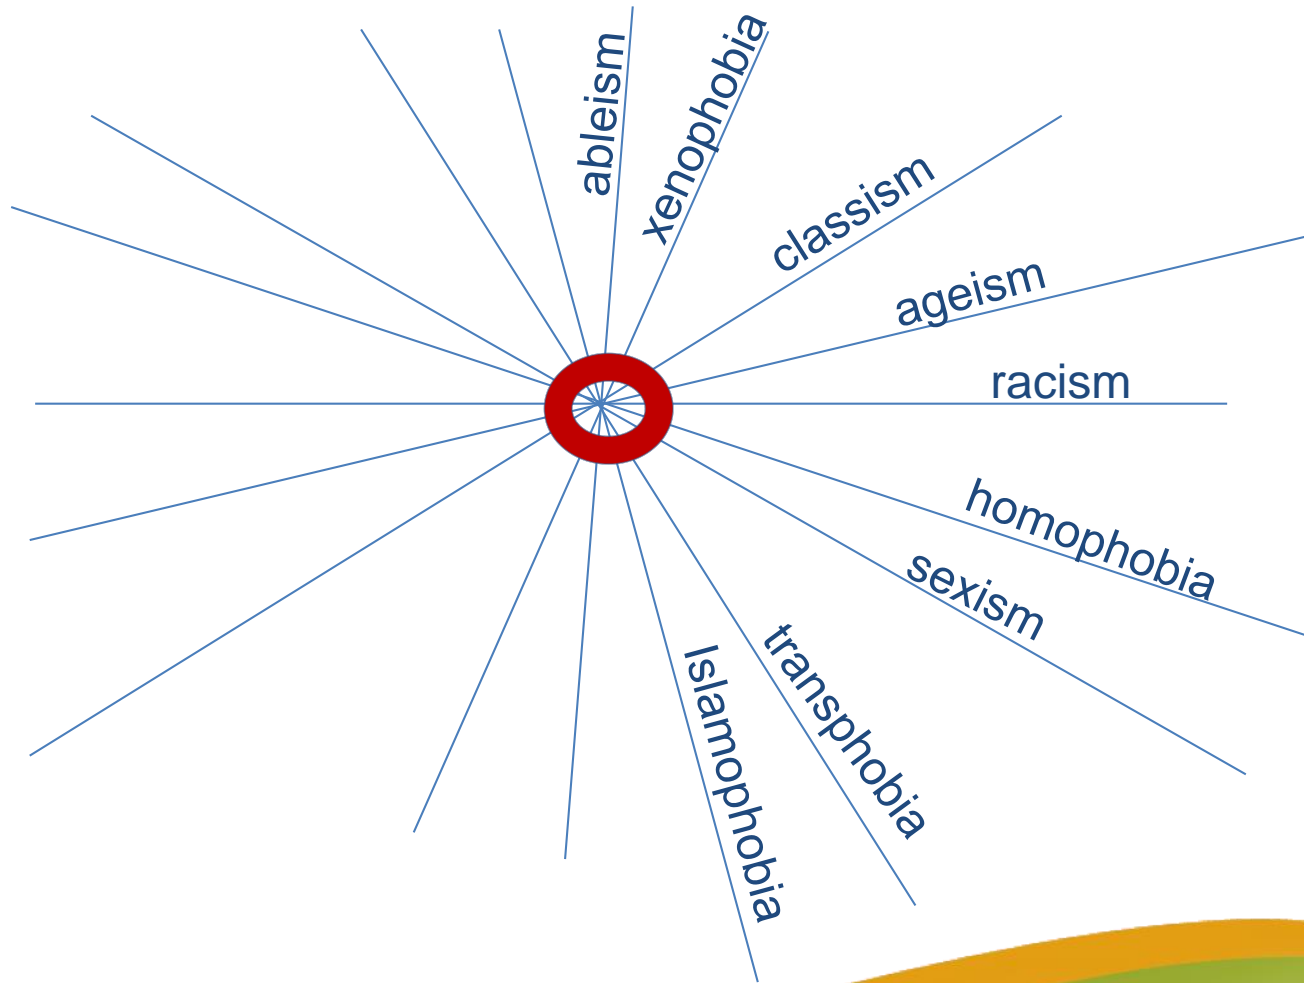 ableism
xenophobia
classism
ageism
racism
homophobia
sexism
transphobia
Islamophobia